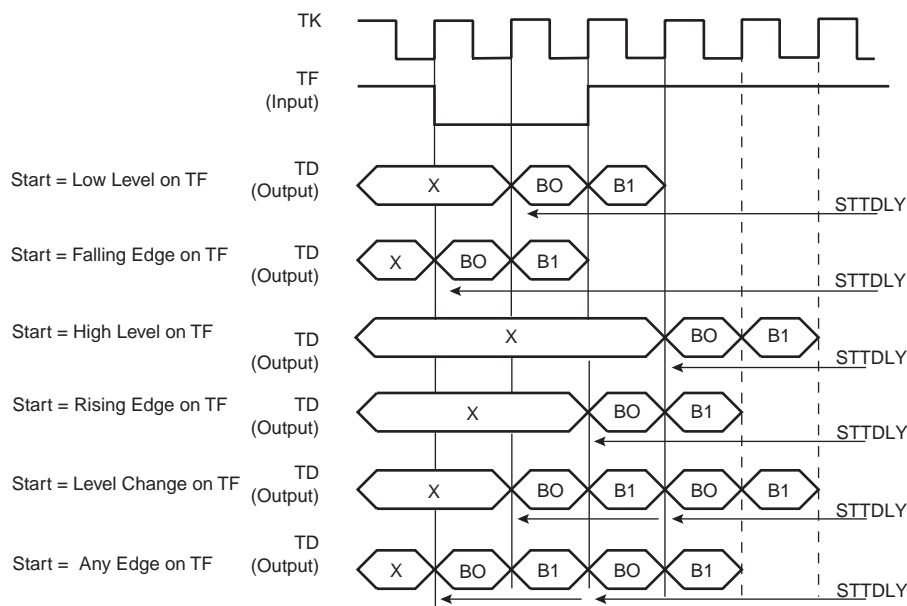 TK
TF
(Input)
Start = Low Level on TF
TD
(Output)
X
BO
B1
STTDLY
Start = Falling Edge on TF
TD
(Output)
X
BO
B1
STTDLY
Start = High Level on TF
TD
(Output)
X
BO
B1
STTDLY
Start = Rising Edge on TF
TD
(Output)
X
BO
B1
STTDLY
Start = Level Change on TF
TD
(Output)
X
BO
B1
BO
B1
STTDLY
Start = Any Edge on TF
TD
(Output)
X
BO
B1
BO
B1
STTDLY